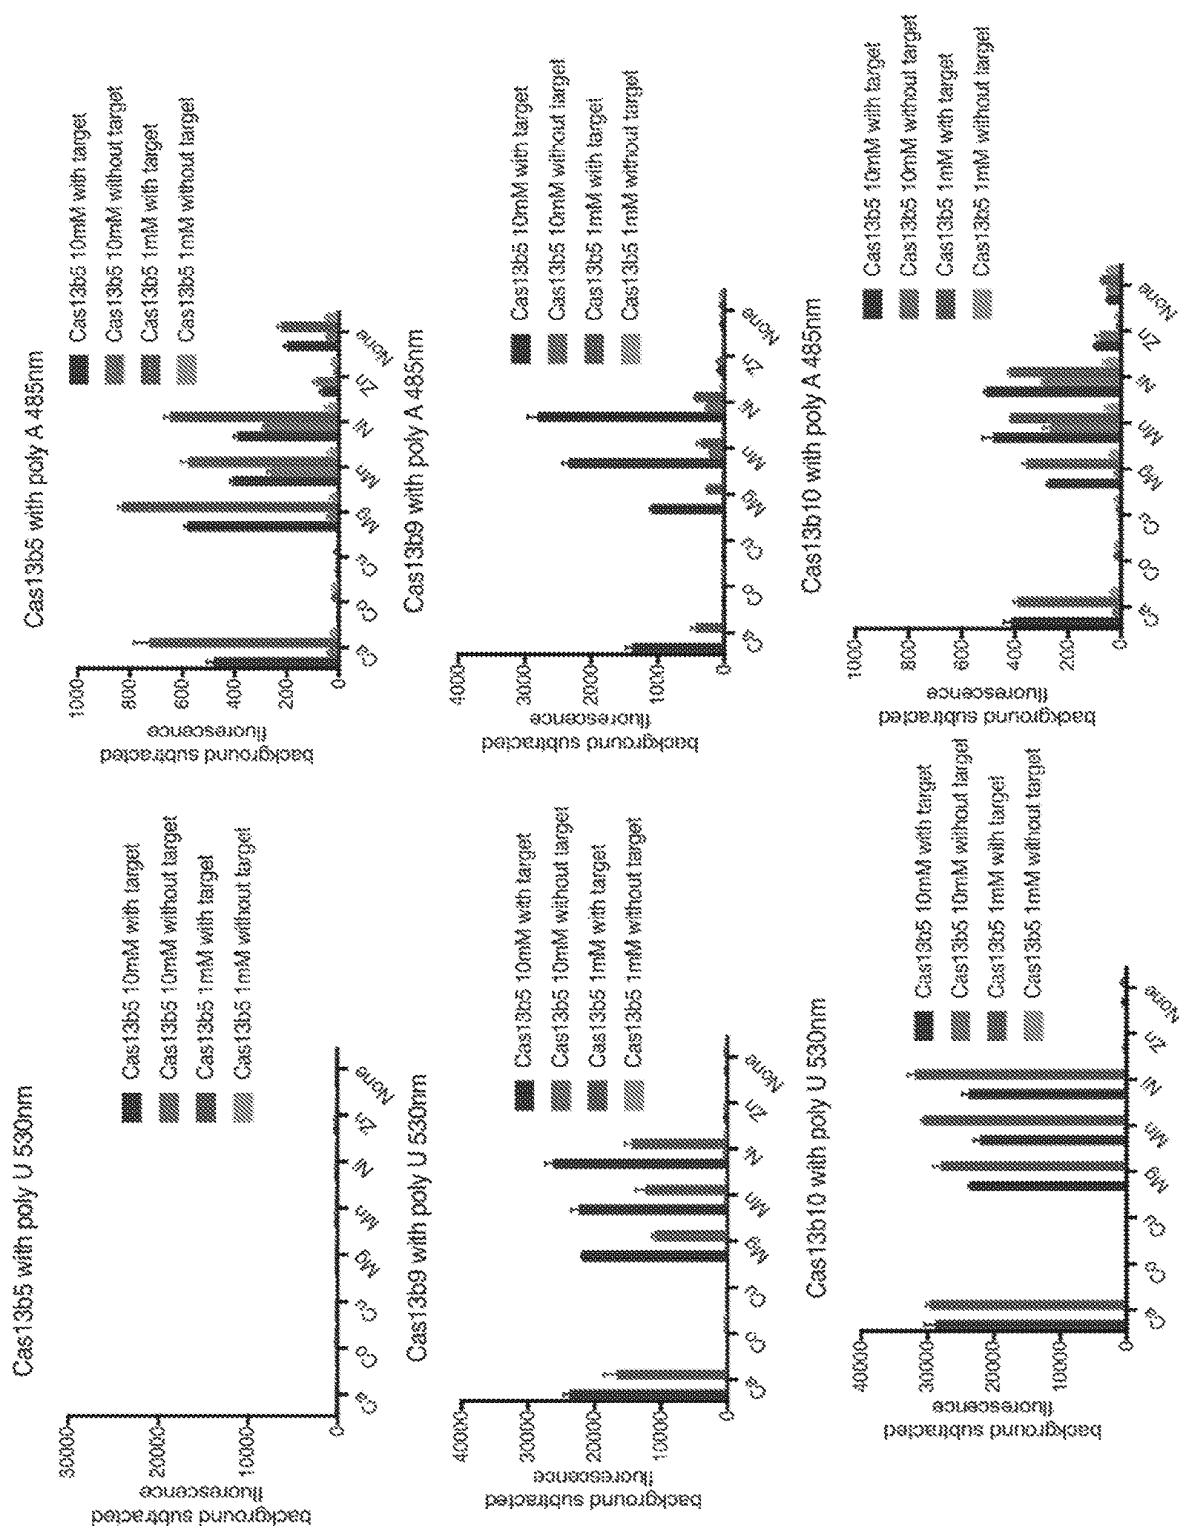 Cas13b5 with poly U 530nm
background subtracted
fluorescence
30000
20000
10000
0
Ca
Co
Cu
Mg
Mn
Ni
Zn
None
Cas13b5 10mM with target
Cas13b5 10mM without target
Cas13b5 1mM with target
Cas13b5 1mM without target
Cas13b5 with poly A 485nm
background subtracted
fluorescence
1000
800
600
400
200
0
Ca
Co
Cu
Mg
Mn
Ni
Zn
None
Cas13b5 10mM with target
Cas13b5 10mM without target
Cas13b5 1mM with target
Cas13b5 1mM without target
Cas13b9 with poly U 530nm
background subtracted
fluorescence
40000
30000
20000
10000
0
Ca
Co
Cu
Mg
Mn
Ni
Zn
None
Cas13b5 10mM with target
Cas13b5 10mM without target
Cas13b5 1mM with target
Cas13b5 1mM without target
Cas13b9 with poly A 485nm
background subtracted
fluorescence
4000
3000
2000
1000
0
Ca
Co
Cu
Mg
Mn
Ni
Zn
None
Cas13b5 10mM with target
Cas13b5 10mM without target
Cas13b5 1mM with target
Cas13b5 1mM without target
Cas13b10 with poly U 530nm
background subtracted
fluorescence
40000
30000
20000
10000
0
Ca
Co
Cu
Mg
Mn
Ni
Zn
None
Cas13b5 10mM with target
Cas13b5 10mM without target
Cas13b5 1mM with target
Cas13b5 1mM without target
Cas13b10 with poly A 485nm
background subtracted
fluorescence
1000
800
600
400
200
0
Ca
Co
Cu
Mg
Mn
Ni
Zn
None
Cas13b5 10mM with target
Cas13b5 10mM without target
Cas13b5 1mM with target
Cas13b5 1mM without target